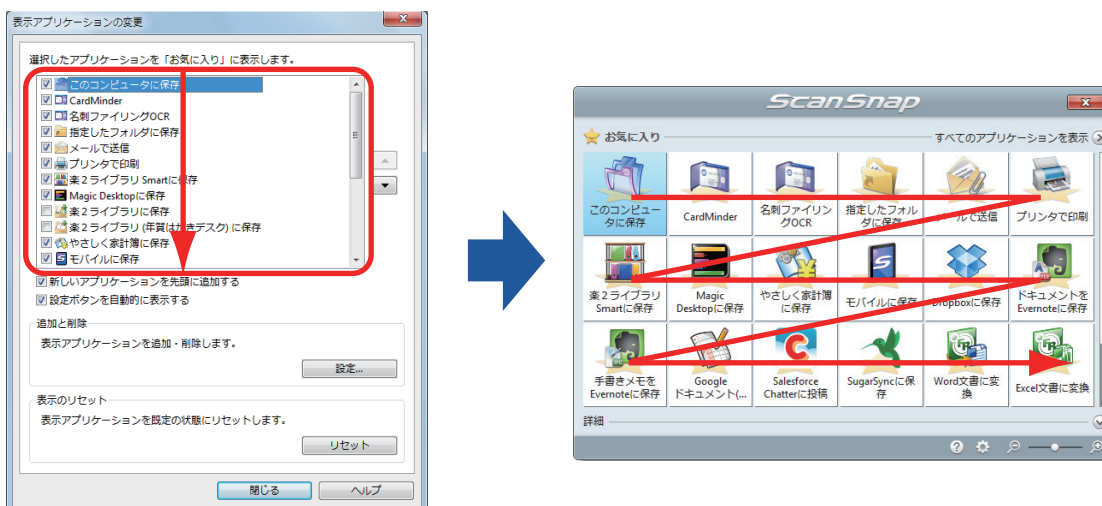 表示アプリケーションの変更
選択したアプリケーションを「お気に入り」に表示します。
このコンピュータに保存
CardMinder
名刺ファイリングOCR
指定したフォルダに保存
メールで送信
プリンタで印刷
楽2ライブラリ Smartに保存
Magic Desktopに保存
楽2ライブラリに保存
楽2ライブラリ (年賀はがきデスク) に保存
やさしく家計簿に保存
モバイルに保存
新しいアプリケーションを先頭に追加する
設定ボタンを自動的に表示する
追加と削除
表示アプリケーションを追加・削除します。
設定...
表示のリセット
表示アプリケーションを既定の状態にリセットします。
リセット
閉じる
ヘルプ
ScanSnap
お気に入り
すべてのアプリケーションを表示
このコンピュー
タに保存
CardMinder
名刺ファイリン
グOCR
指定したフォル
ダに保存
メールで送信
プリンタで印刷
楽2ライブラリ
Smartに保存
Magic
Desktopに保存
やさしく家計簿
に保存
モバイルに保存
Dropboxに保存
ドキュメントを
Evernoteに保存
手書きメモを
Evernoteに保存
Google
ドキュメント(...
Salesforce
Chatterに投稿
SugarSyncに保
存
Word文書に変
換
Excel文書に変換
詳細